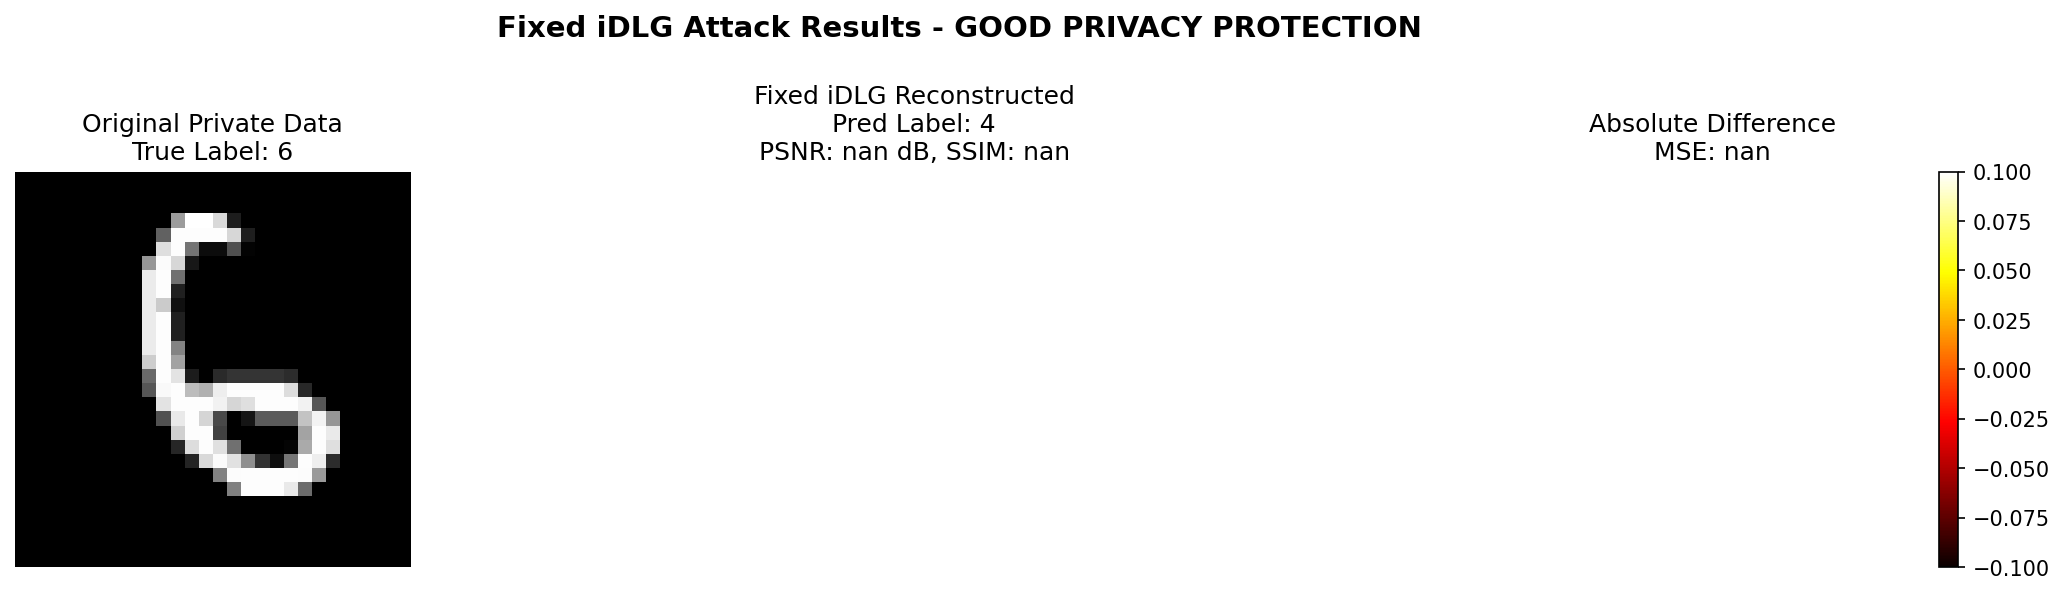 Fixed iDLG Attack Results - GOOD PRIVACY PROTECTION
Original Private Data
True Label: 6
Fixed iDLG Reconstructed
Pred Label: 4
PSNR: nan dB, SSIM: nan
Absolute Difference
MSE: nan
0.100
0.075
0.050
0.025
0.000
−0.025
−0.050
−0.075
−0.100
6